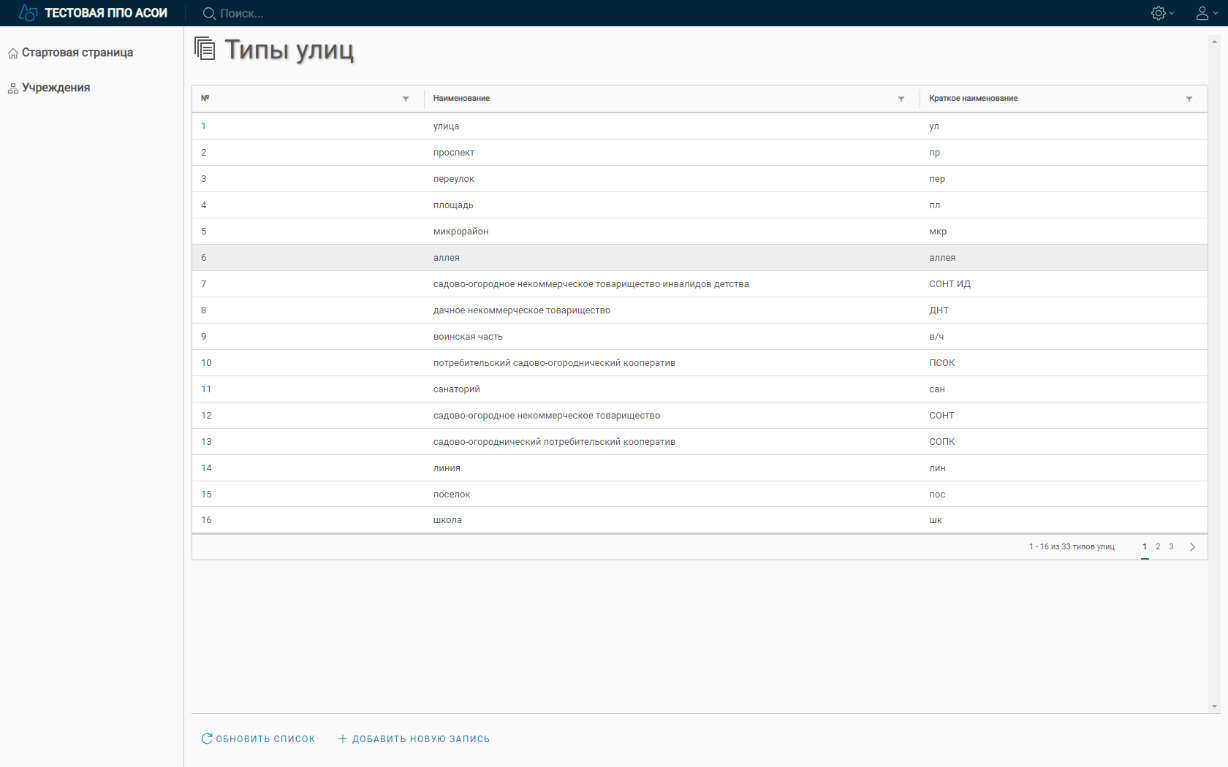 ТЕСТОВАЯ ППО АСОИ
Поиск...
Стартовая страница
Учреждения
Типы улиц
№ Наименование Краткое наименование
1 улица ул
2 проспект пр
3 переулок пер
4 площадь пл
5 микрорайон мкр
6 аллея аллея
7 садово-огородное некоммерческое товарищество инвалидов детства СОНТ ИД
8 дачное некоммерческое товарищество ДНТ
9 воинская часть в/ч
10 потребительский садово-огороднический кооператив ПСОК
11 санаторий сан
12 садово-огородное некоммерческое товарищество СОНТ
13 садово-огороднический потребительский кооператив СОПК
14 линия лин
15 поселок пос
16 школа шк
1 - 16 из 33 типов улиц 1 2 3
ОБНОВИТЬ СПИСОК ДОБАВИТЬ НОВУЮ ЗАПИСЬ